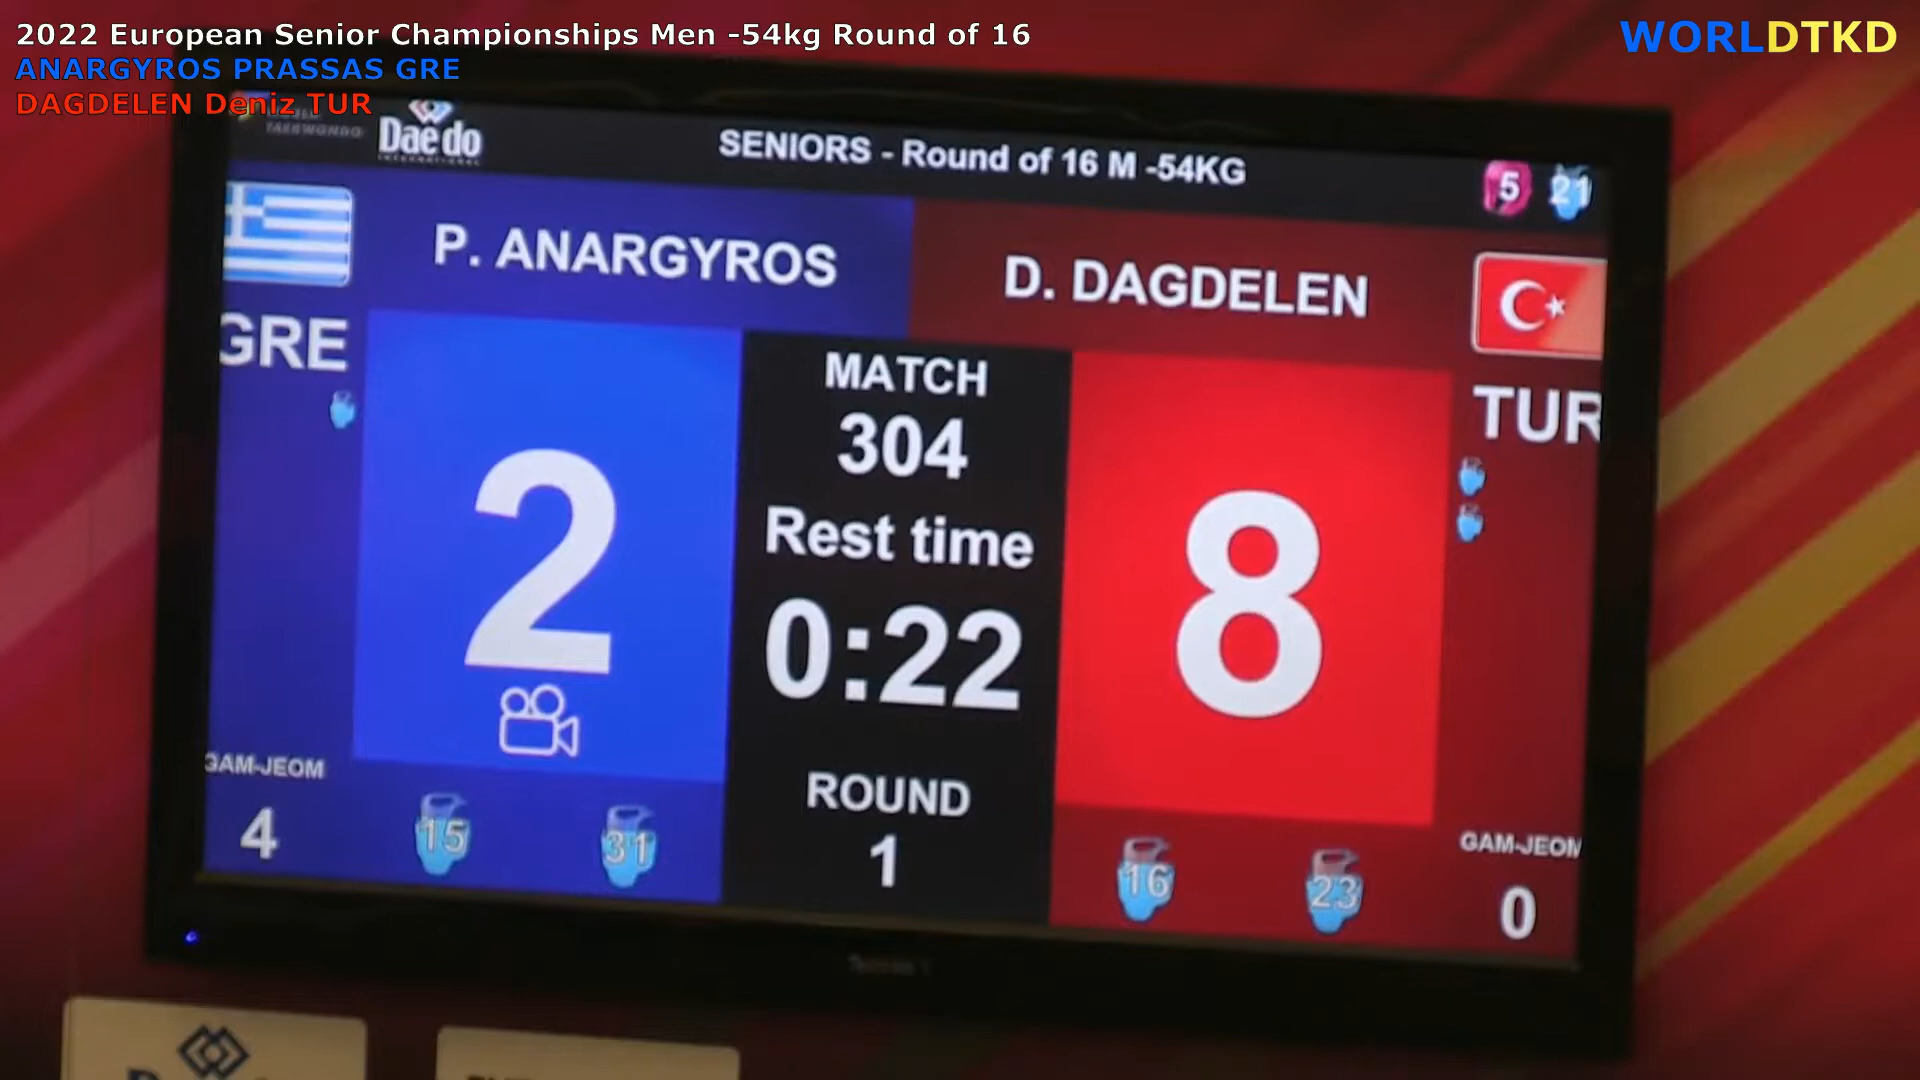 2022 European Senior Championships Men -54kg Round of 16
ANARGYROS PRASSAS GRE
DAGDELEN Deniz TUR
WORLDTKD
TAEKWONDO
Daedo
INTERNATIONAL
SENIORS - Round of 16 M -54KG
5 21
P. ANARGYROS
D. DAGDELEN
GRE
TUR
MATCH
304
Rest time
0:22
2
8
ROUND
1
GAM-JEOM
4
15 31
16 23
GAM-JEOM
0